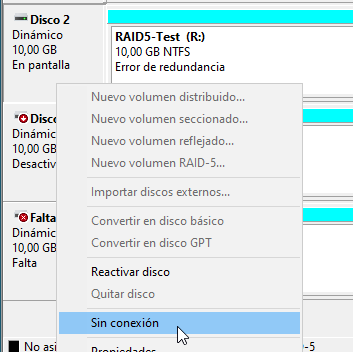 Disco 2
Dinámico
10,00 GB
En pantalla
RAID5-Test (R:)
10,00 GB NTFS
Error de redundancia
Nuevo volumen distribuido...
Nuevo volumen seccionado...
Nuevo volumen reflejado...
Nuevo volumen RAID-5...
Importar discos externos...
Convertir en disco básico
Convertir en disco GPT
Reactivar disco
Quitar disco
Sin conexión
Propiedades
Disco
Dinámic
10,00 GB
Desactiv
Falta
Dinámic
10,00 GB
Falta
No asi
-5